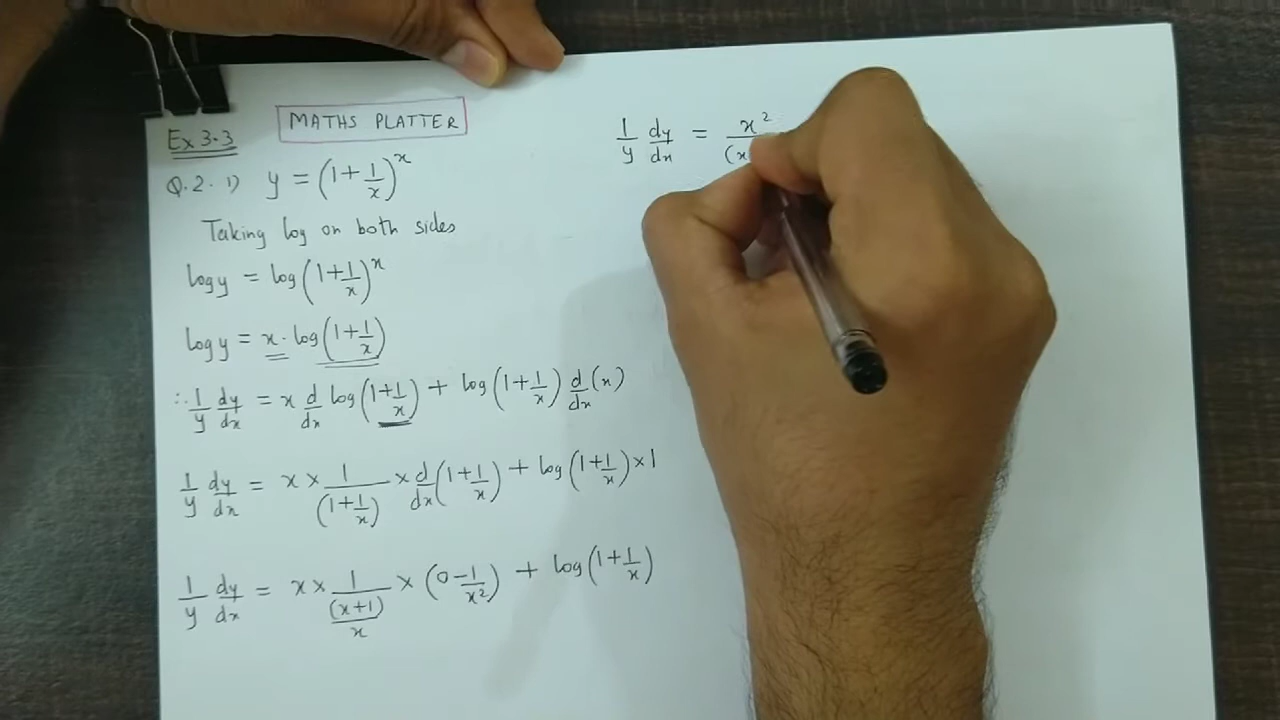 Ex 3.3
MATHS PLATTER
Q.2. 1) y = (1+1/x)^x
Taking log on both sides
log y = log(1+1/x)^x
log y = x · log(1+1/x)
∴ 1/y dy/dx = x d/dx log(1+1/x) + log(1+1/x) d/dx (x)
1/y dy/dx = x × 1/(1+1/x) × d/dx(1+1/x) + log(1+1/x) × 1
1/y dy/dx = x × 1/((x+1)/x) × (0-1/x²) + log(1+1/x)
1/y dy/dx = x²/(x